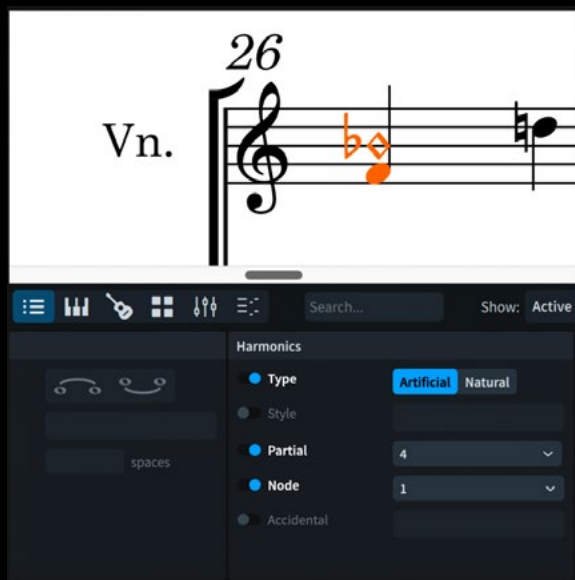 26
Vn.
Search...
Show: Active
Harmonics
Type Artificial Natural
Style
Partial 4
spaces
Node 1
Accidental